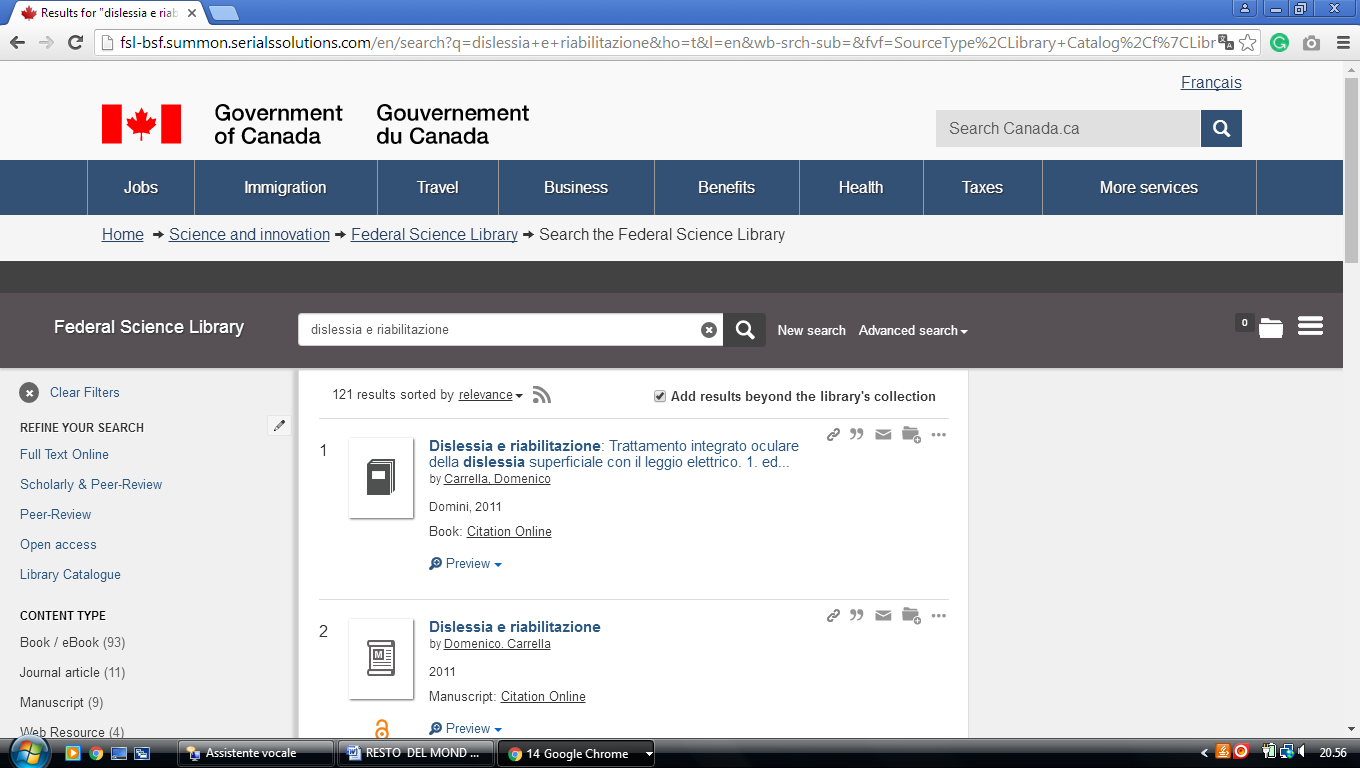 Results for "dislessia e riab
fsl-bsf.summon.serialssolutions.com/en/search?q=dislessia+e+riabilitazione&ho=t&l=en&wb-srch-sub=&fvf=SourceType%2CLibrary+Catalog%2Cf%7CLibr
Français
Government of Canada
Gouvernement du Canada
Search Canada.ca
Jobs Immigration Travel Business Benefits Health Taxes More services
Home → Science and innovation → Federal Science Library → Search the Federal Science Library
Federal Science Library
dislessia e riabilitazione
New search Advanced search
0
Clear Filters
REFINE YOUR SEARCH
Full Text Online
Scholarly & Peer-Review
Peer-Review
Open access
Library Catalogue
CONTENT TYPE
Book / eBook (93)
Journal article (11)
Manuscript (9)
Web Resource (4)
121 results sorted by relevance
Add results beyond the library's collection
1
Dislessia e riabilitazione: Trattamento integrato oculare
della dislessia superficiale con il leggio elettrico. 1. ed...
by Carrella, Domenico
Domini, 2011
Book: Citation Online
Preview
2
M
Dislessia e riabilitazione
by Domenico. Carrella
2011
Manuscript: Citation Online
Preview
Assistente vocale
RESTO DEL MOND ...
14 Google Chrome
20.56